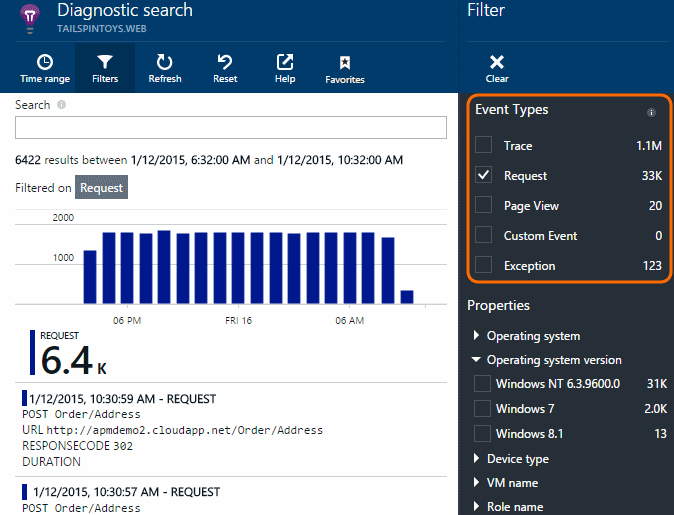 Diagnostic search
TAILSPINTOYS.WEB
Time range
Filters
Refresh
Reset
Help
Favorites
Search
6422 results between 1/12/2015, 6:32:00 AM and 1/12/2015, 10:32:00 AM
Filtered on Request
2000
1000
06 PM FRI 16 06 AM
REQUEST
6.4 K
1/12/2015, 10:30:59 AM - REQUEST
POST Order/Address
URL http://apmdemo2.cloudapp.net/Order/Address
RESPONSECODE 302
DURATION
1/12/2015, 10:30:57 AM - REQUEST
POST Order/Address
Filter
Clear
Event Types
Trace 1.1M
Request 33K
Page View 20
Custom Event 0
Exception 123
Properties
Operating system
Operating system version
Windows NT 6.3.9600.0 31K
Windows 7 2.0K
Windows 8.1 13
Device type
VM name
Role name